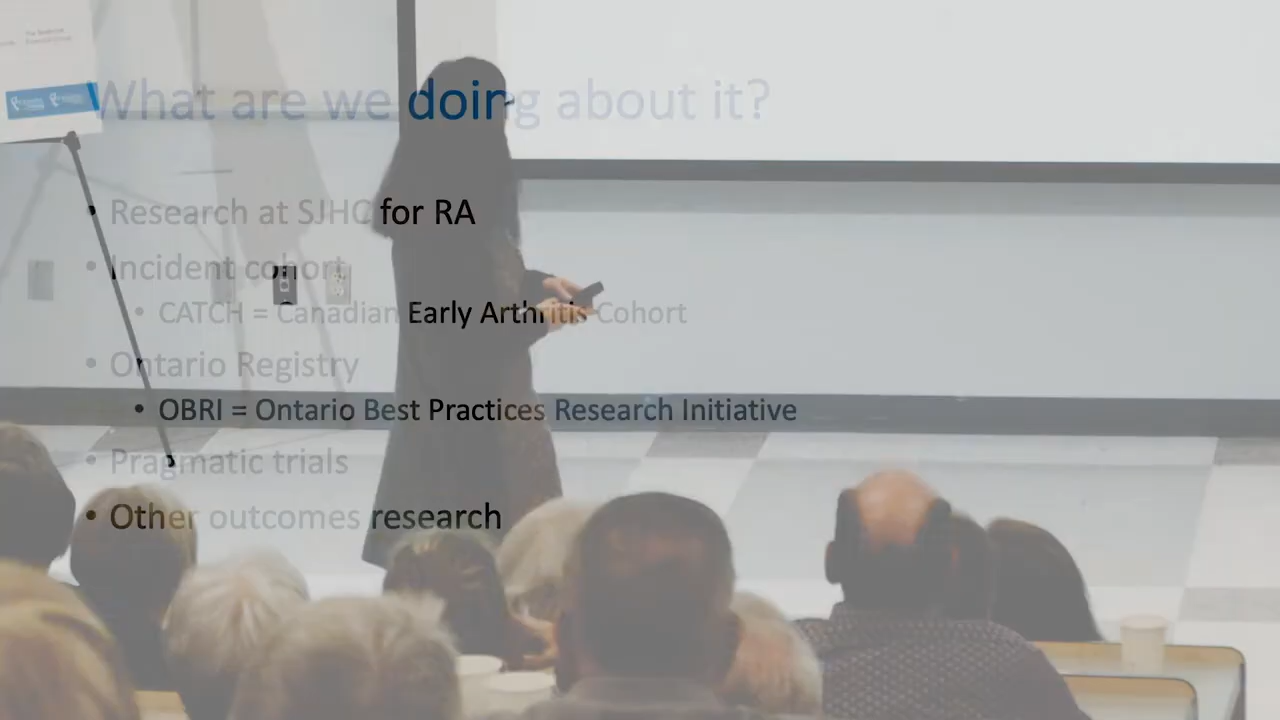 What are we doing about it?
• Research at SJHC for RA
• Incident cohort
• CATCH = Canadian Early Arthritis Cohort
• Ontario Registry
• OBRI = Ontario Best Practices Research Initiative
• Pragmatic trials
• Other outcomes research